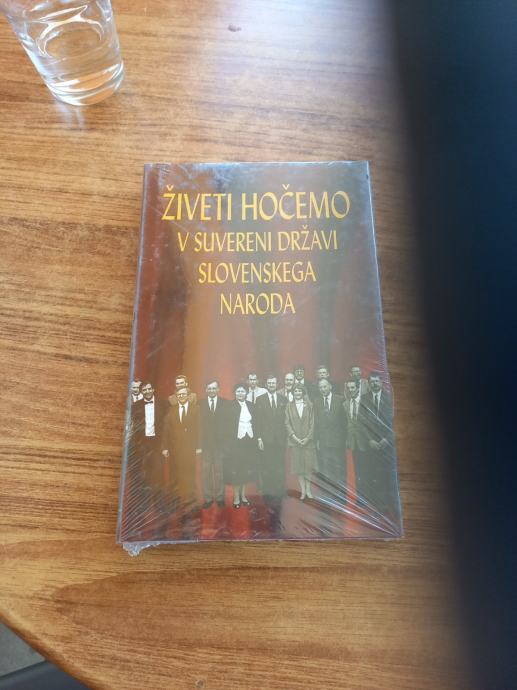 ŽIVETI HOČEMO
V SUVERENI DRŽAVI
SLOVENSKEGA
NARODA